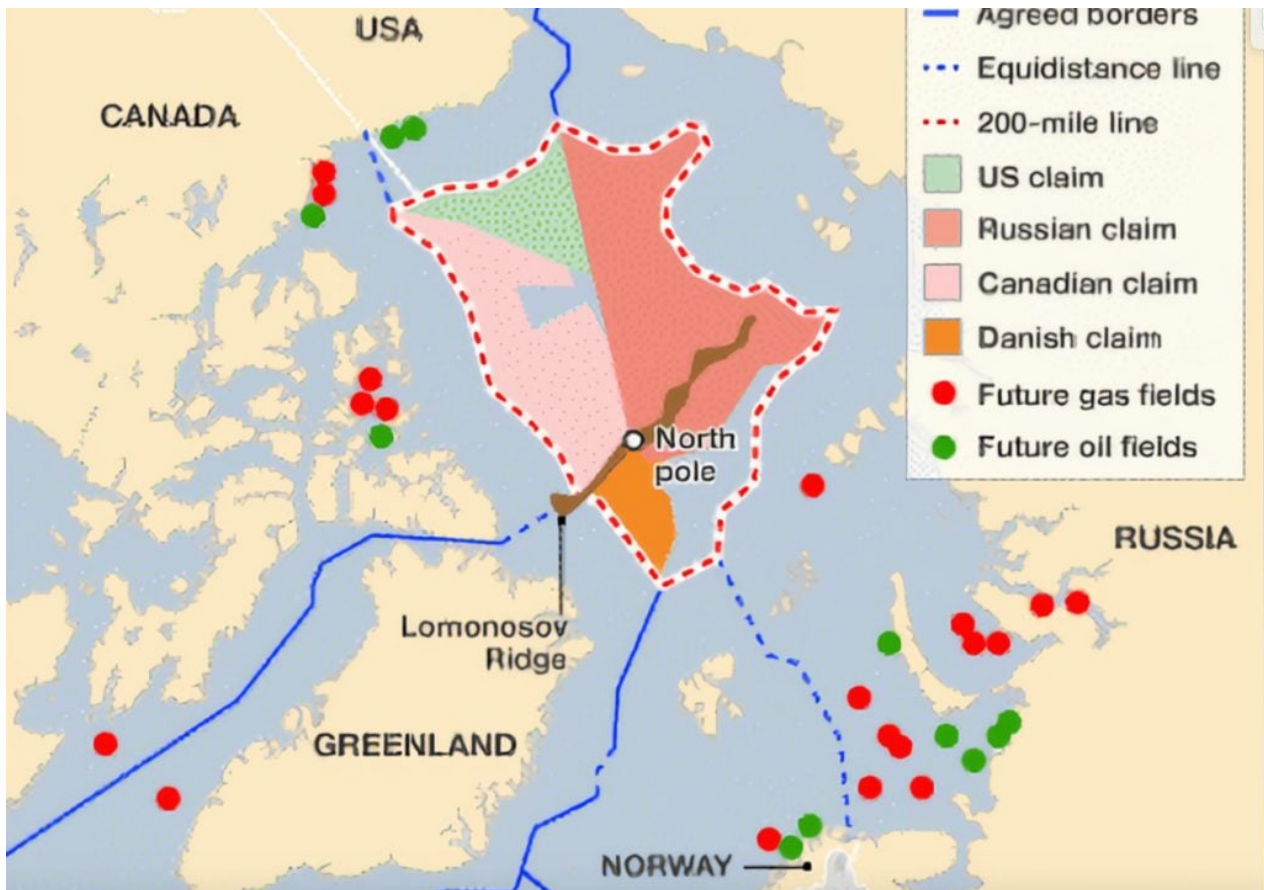 USA
CANADA
Agreed borders
Equidistance line
200-mile line
US claim
Russian claim
Canadian claim
Danish claim
Future gas fields
Future oil fields
North
pole
RUSSIA
Lomonosov
Ridge
GREENLAND
NORWAY